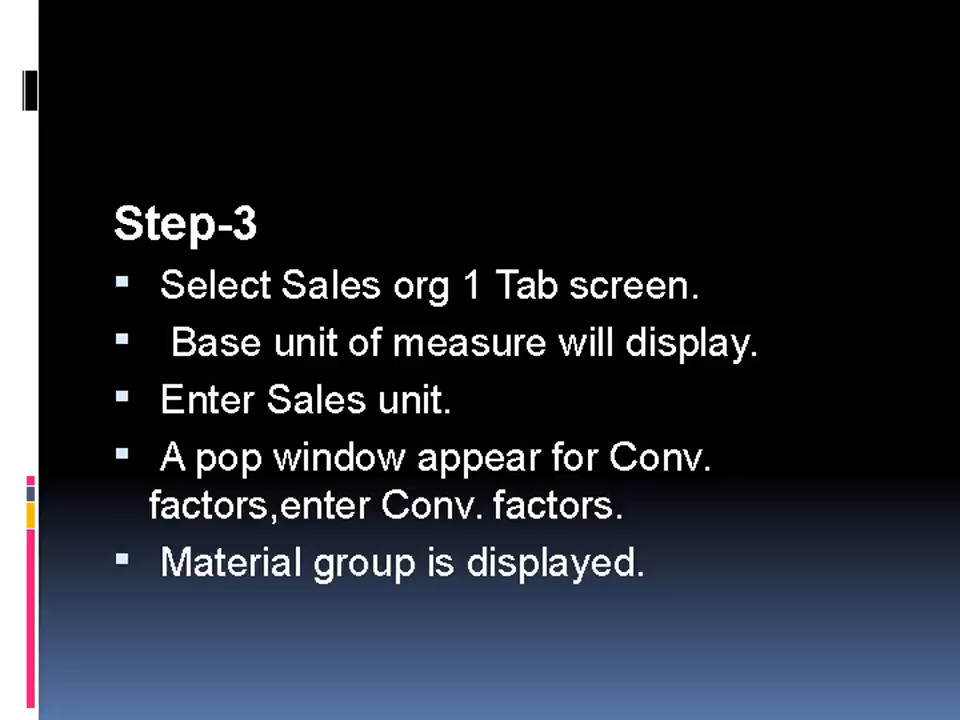 Step-3
▪ Select Sales org 1 Tab screen.
▪ Base unit of measure will display.
▪ Enter Sales unit.
▪ A pop window appear for Conv.
factors,enter Conv. factors.
▪ Material group is displayed.